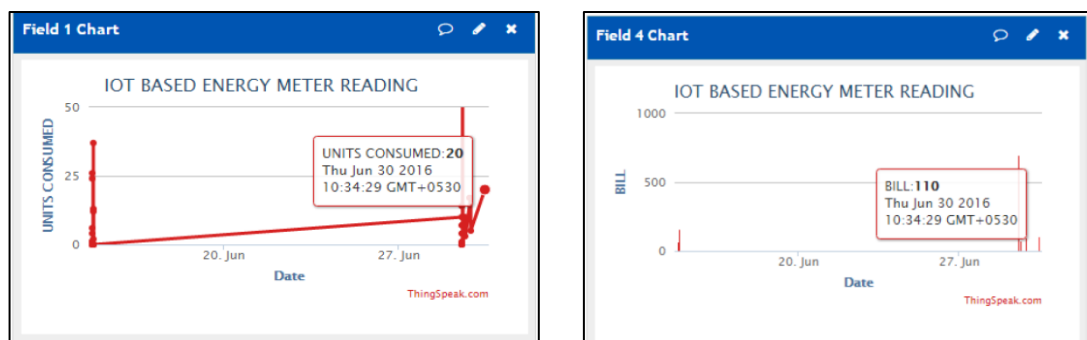 Field 1 Chart
IOT BASED ENERGY METER READING
50
25
0
UNITS CONSUMED
UNITS CONSUMED:20
Thu Jun 30 2016
10:34:29 GMT+0530
20. Jun
27. Jun
Date
ThingSpeak.com
Field 4 Chart
IOT BASED ENERGY METER READING
1000
500
0
BILL
BILL:110
Thu Jun 30 2016
10:34:29 GMT+0530
20. Jun
27. Jun
Date
ThingSpeak.com